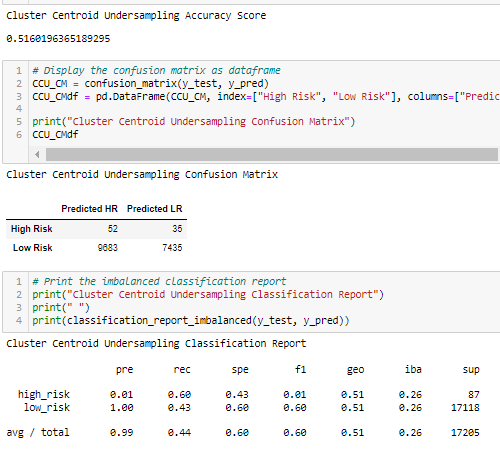 Cluster Centroid Undersampling Accuracy Score
0.5160196365189295
1 # Display the confusion matrix as dataframe
2 CCU_CM = confusion_matrix(y_test, y_pred)
3 CCU_CMdf = pd.DataFrame(CCU_CM, index=["High Risk", "Low Risk"], columns=["Predic
4
5 print("Cluster Centroid Undersampling Confusion Matrix")
6 CCU_CMdf
Cluster Centroid Undersampling Confusion Matrix
Predicted HR Predicted LR
High Risk 52 35
Low Risk 9683 7435
1 # Print the imbalanced classification report
2 print("Cluster Centroid Undersampling Classification Report")
3 print(" ")
4 print(classification_report_imbalanced(y_test, y_pred))
Cluster Centroid Undersampling Classification Report
pre rec spe f1 geo iba sup
high_risk 0.01 0.60 0.43 0.01 0.51 0.26 87
low_risk 1.00 0.43 0.60 0.60 0.51 0.26 17118
avg / total 0.99 0.44 0.60 0.60 0.51 0.26 17205